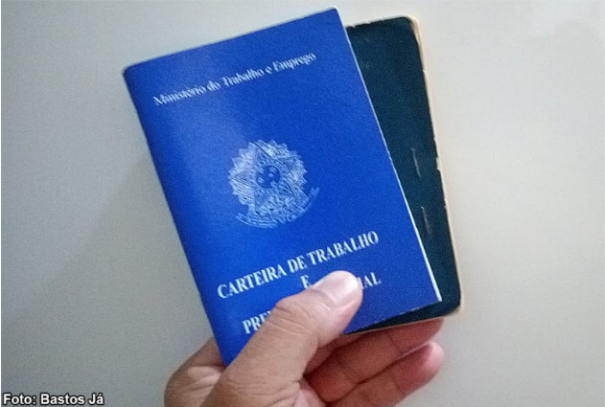 Ministério do Trabalho e Emprego
CARTEIRA DE TRABALHO
E
Foto: Bastos Já